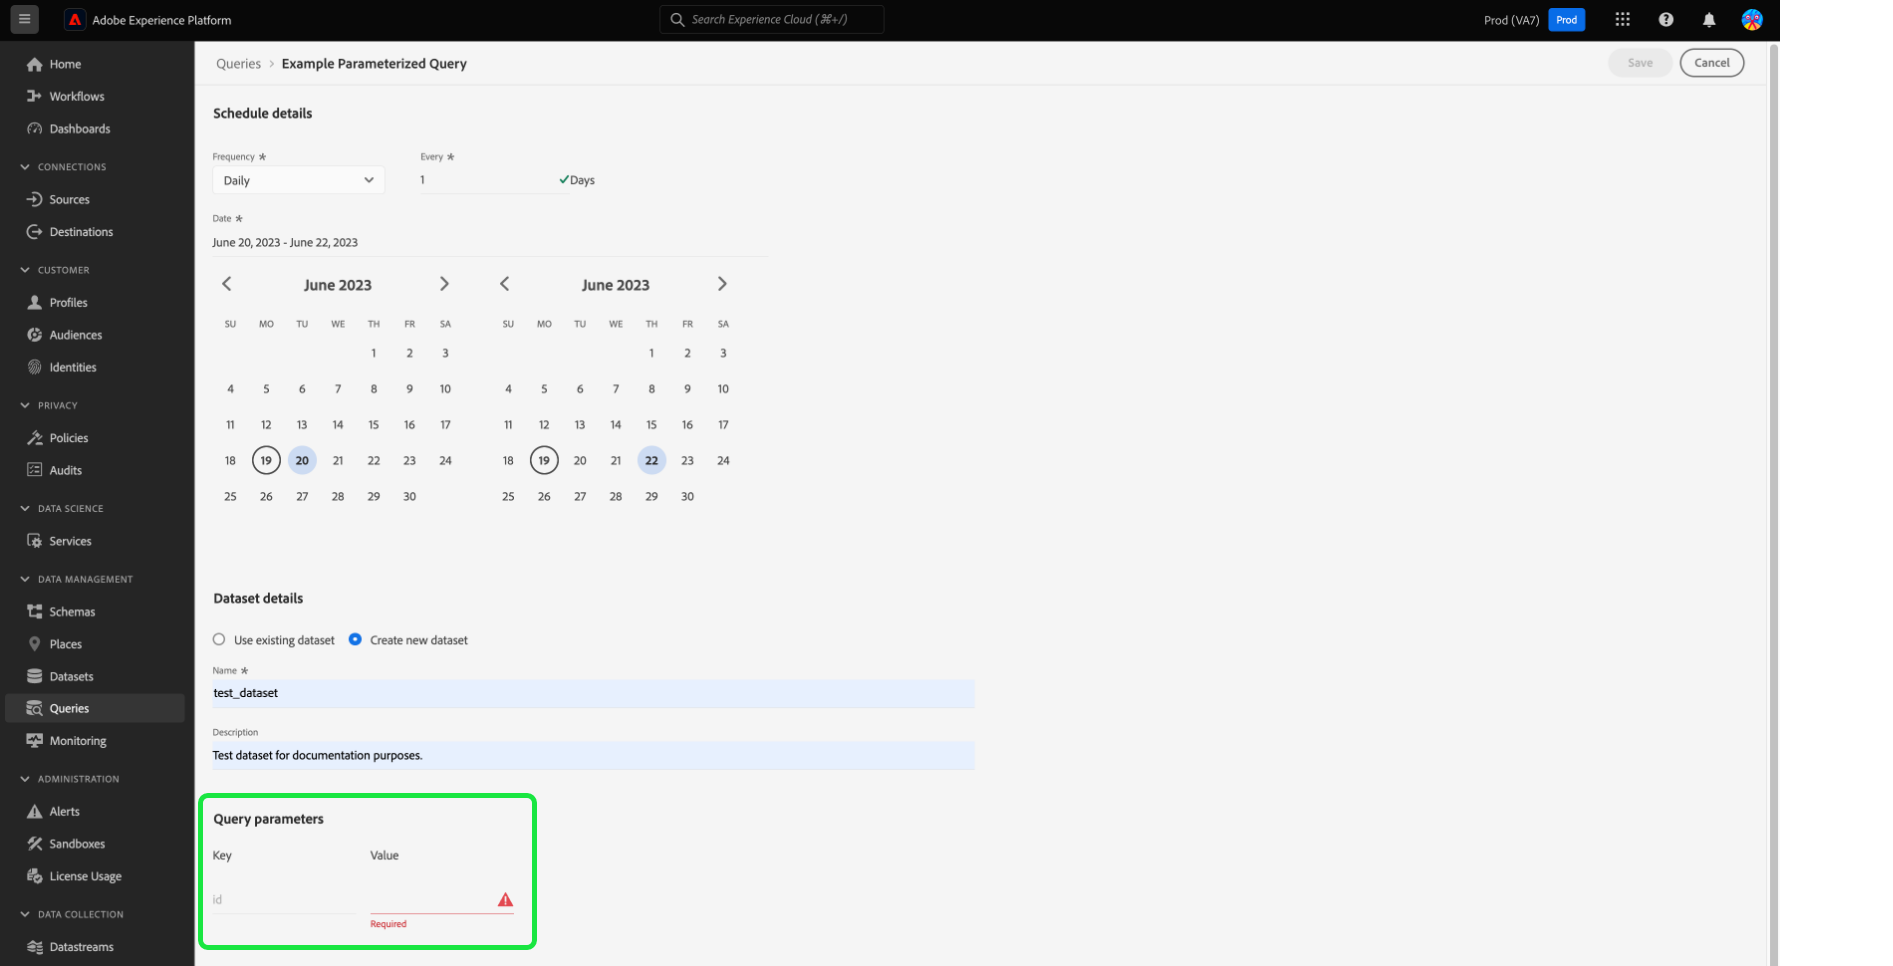 Adobe Experience Platform
Search Experience Cloud (⌘+/)
Prod (VA7) Prod
Home
Workflows
Dashboards
CONNECTIONS
Sources
Destinations
CUSTOMER
Profiles
Audiences
Identities
PRIVACY
Policies
Audits
DATA SCIENCE
Services
DATA MANAGEMENT
Schemas
Places
Datasets
Queries
Monitoring
ADMINISTRATION
Alerts
Sandboxes
License Usage
DATA COLLECTION
Datastreams
Queries > Example Parameterized Query
Save Cancel
Schedule details
Frequency * Every *
Daily 1 Days
Date *
June 20, 2023 - June 22, 2023
June 2023
SU MO TU WE TH FR SA
1 2 3
4 5 6 7 8 9 10
11 12 13 14 15 16 17
18 19 20 21 22 23 24
25 26 27 28 29 30
June 2023
SU MO TU WE TH FR SA
1 2 3
4 5 6 7 8 9 10
11 12 13 14 15 16 17
18 19 20 21 22 23 24
25 26 27 28 29 30
Dataset details
Use existing dataset Create new dataset
Name *
test_dataset
Description
Test dataset for documentation purposes.
Query parameters
Key Value
id
Required